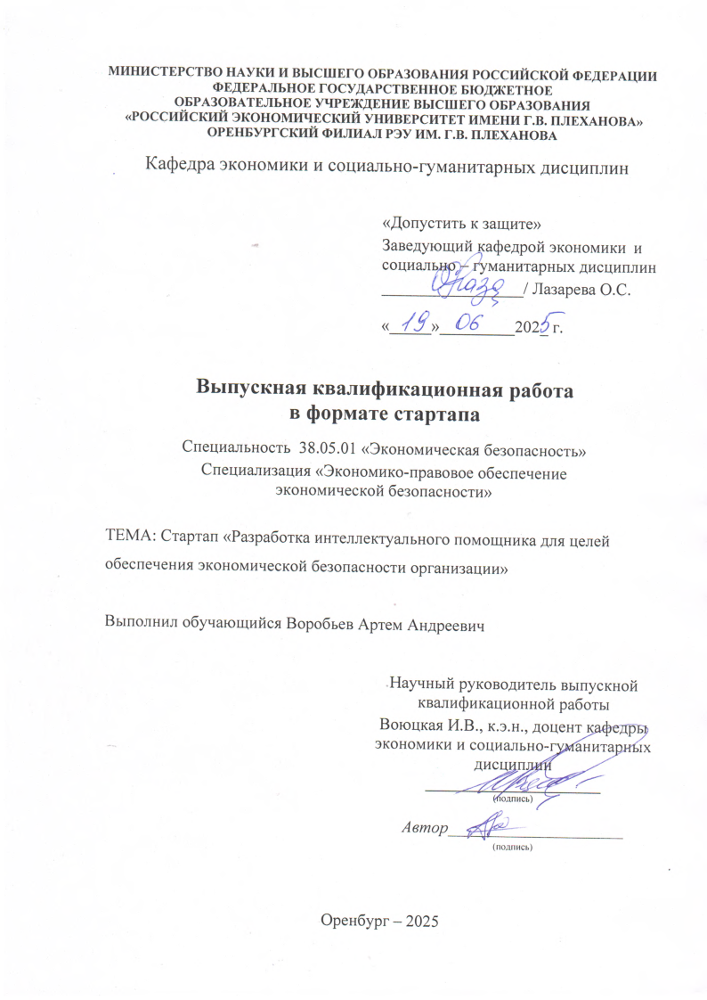 МИНИСТЕРСТВО НАУКИ И ВЫСШЕГО ОБРАЗОВАНИЯ РОССИЙСКОЙ ФЕДЕРАЦИИ
ФЕДЕРАЛЬНОЕ ГОСУДАРСТВЕННОЕ БЮДЖЕТНОЕ
ОБРАЗОВАТЕЛЬНОЕ УЧРЕЖДЕНИЕ ВЫСШЕГО ОБРАЗОВАНИЯ
«РОССИЙСКИЙ ЭКОНОМИЧЕСКИЙ УНИВЕРСИТЕТ ИМЕНИ Г.В. ПЛЕХАНОВА»
ОРЕНБУРГСКИЙ ФИЛИАЛ РЭУ ИМ. Г.В. ПЛЕХАНОВА
Кафедра экономики и социально-гуманитарных дисциплин
«Допустить к защите»
Заведующий кафедрой экономики и
социально – гуманитарных дисциплин
/ Лазарева О.С.
«19» 06 2025 г.
Выпускная квалификационная работа
в формате стартапа
Специальность 38.05.01 «Экономическая безопасность»
Специализация «Экономико-правовое обеспечение
экономической безопасности»
ТЕМА: Стартап «Разработка интеллектуального помощника для целей
обеспечения экономической безопасности организации»
Выполнил обучающийся Воробьев Артем Андреевич
Научный руководитель выпускной
квалификационной работы
Воюцкая И.В., к.э.н., доцент кафедры
экономики и социально-гуманитарных
дисциплин
(подпись)
Автор
(подпись)
Оренбург – 2025